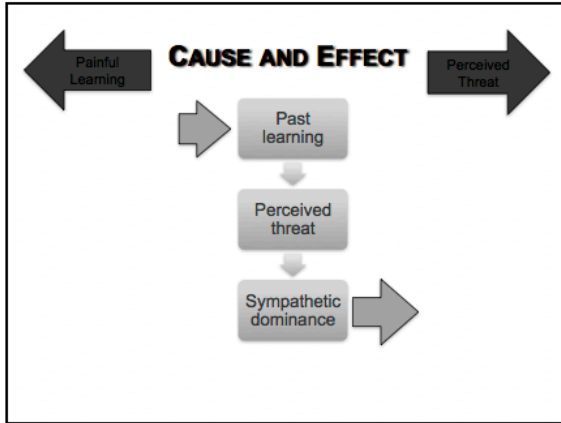 Painful
Learning
CAUSE AND EFFECT
Perceived
Threat
Past
learning
Perceived
threat
Sympathetic
dominance